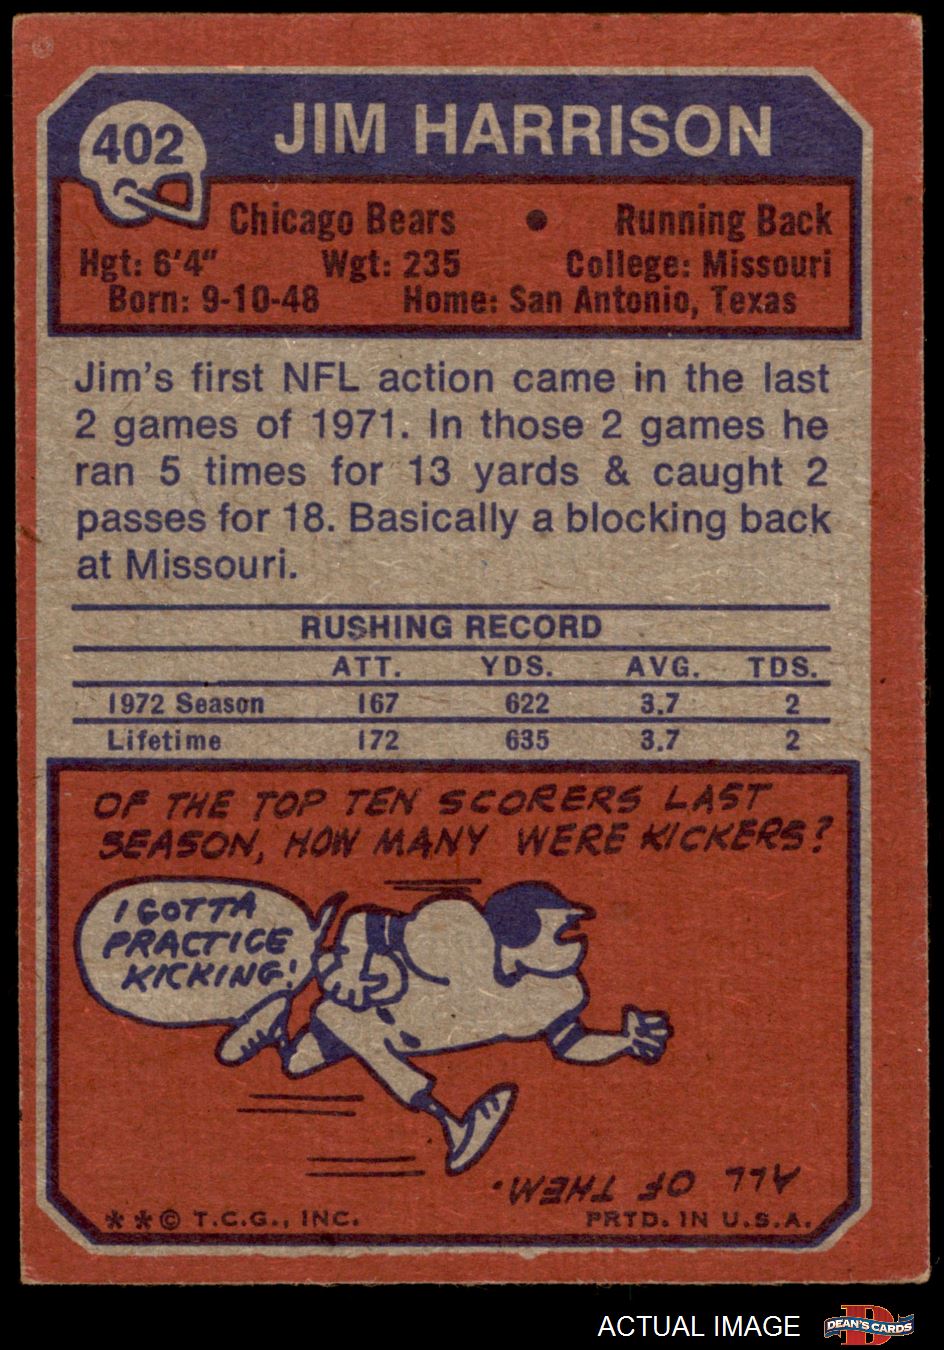 402
JIM HARRISON
Chicago Bears • Running Back
Hgt: 6'4" Wgt: 235 College: Missouri
Born: 9-10-48 Home: San Antonio, Texas
Jim's first NFL action came in the last
2 games of 1971. In those 2 games he
ran 5 times for 13 yards & caught 2
passes for 18. Basically a blocking back
at Missouri.
RUSHING RECORD
ATT. YDS. AVG. TDS.
1972 Season 167 622 3.7 2
Lifetime 172 635 3.7 2
OF THE TOP TEN SCORERS LAST
SEASON, HOW MANY WERE KICKERS?
I GOTTA
PRACTICE
KICKING!
ALL OF THEM.
**© T.C.G., INC. PRTD. IN U.S.A.
ACTUAL IMAGE
DEAN'S CARDS